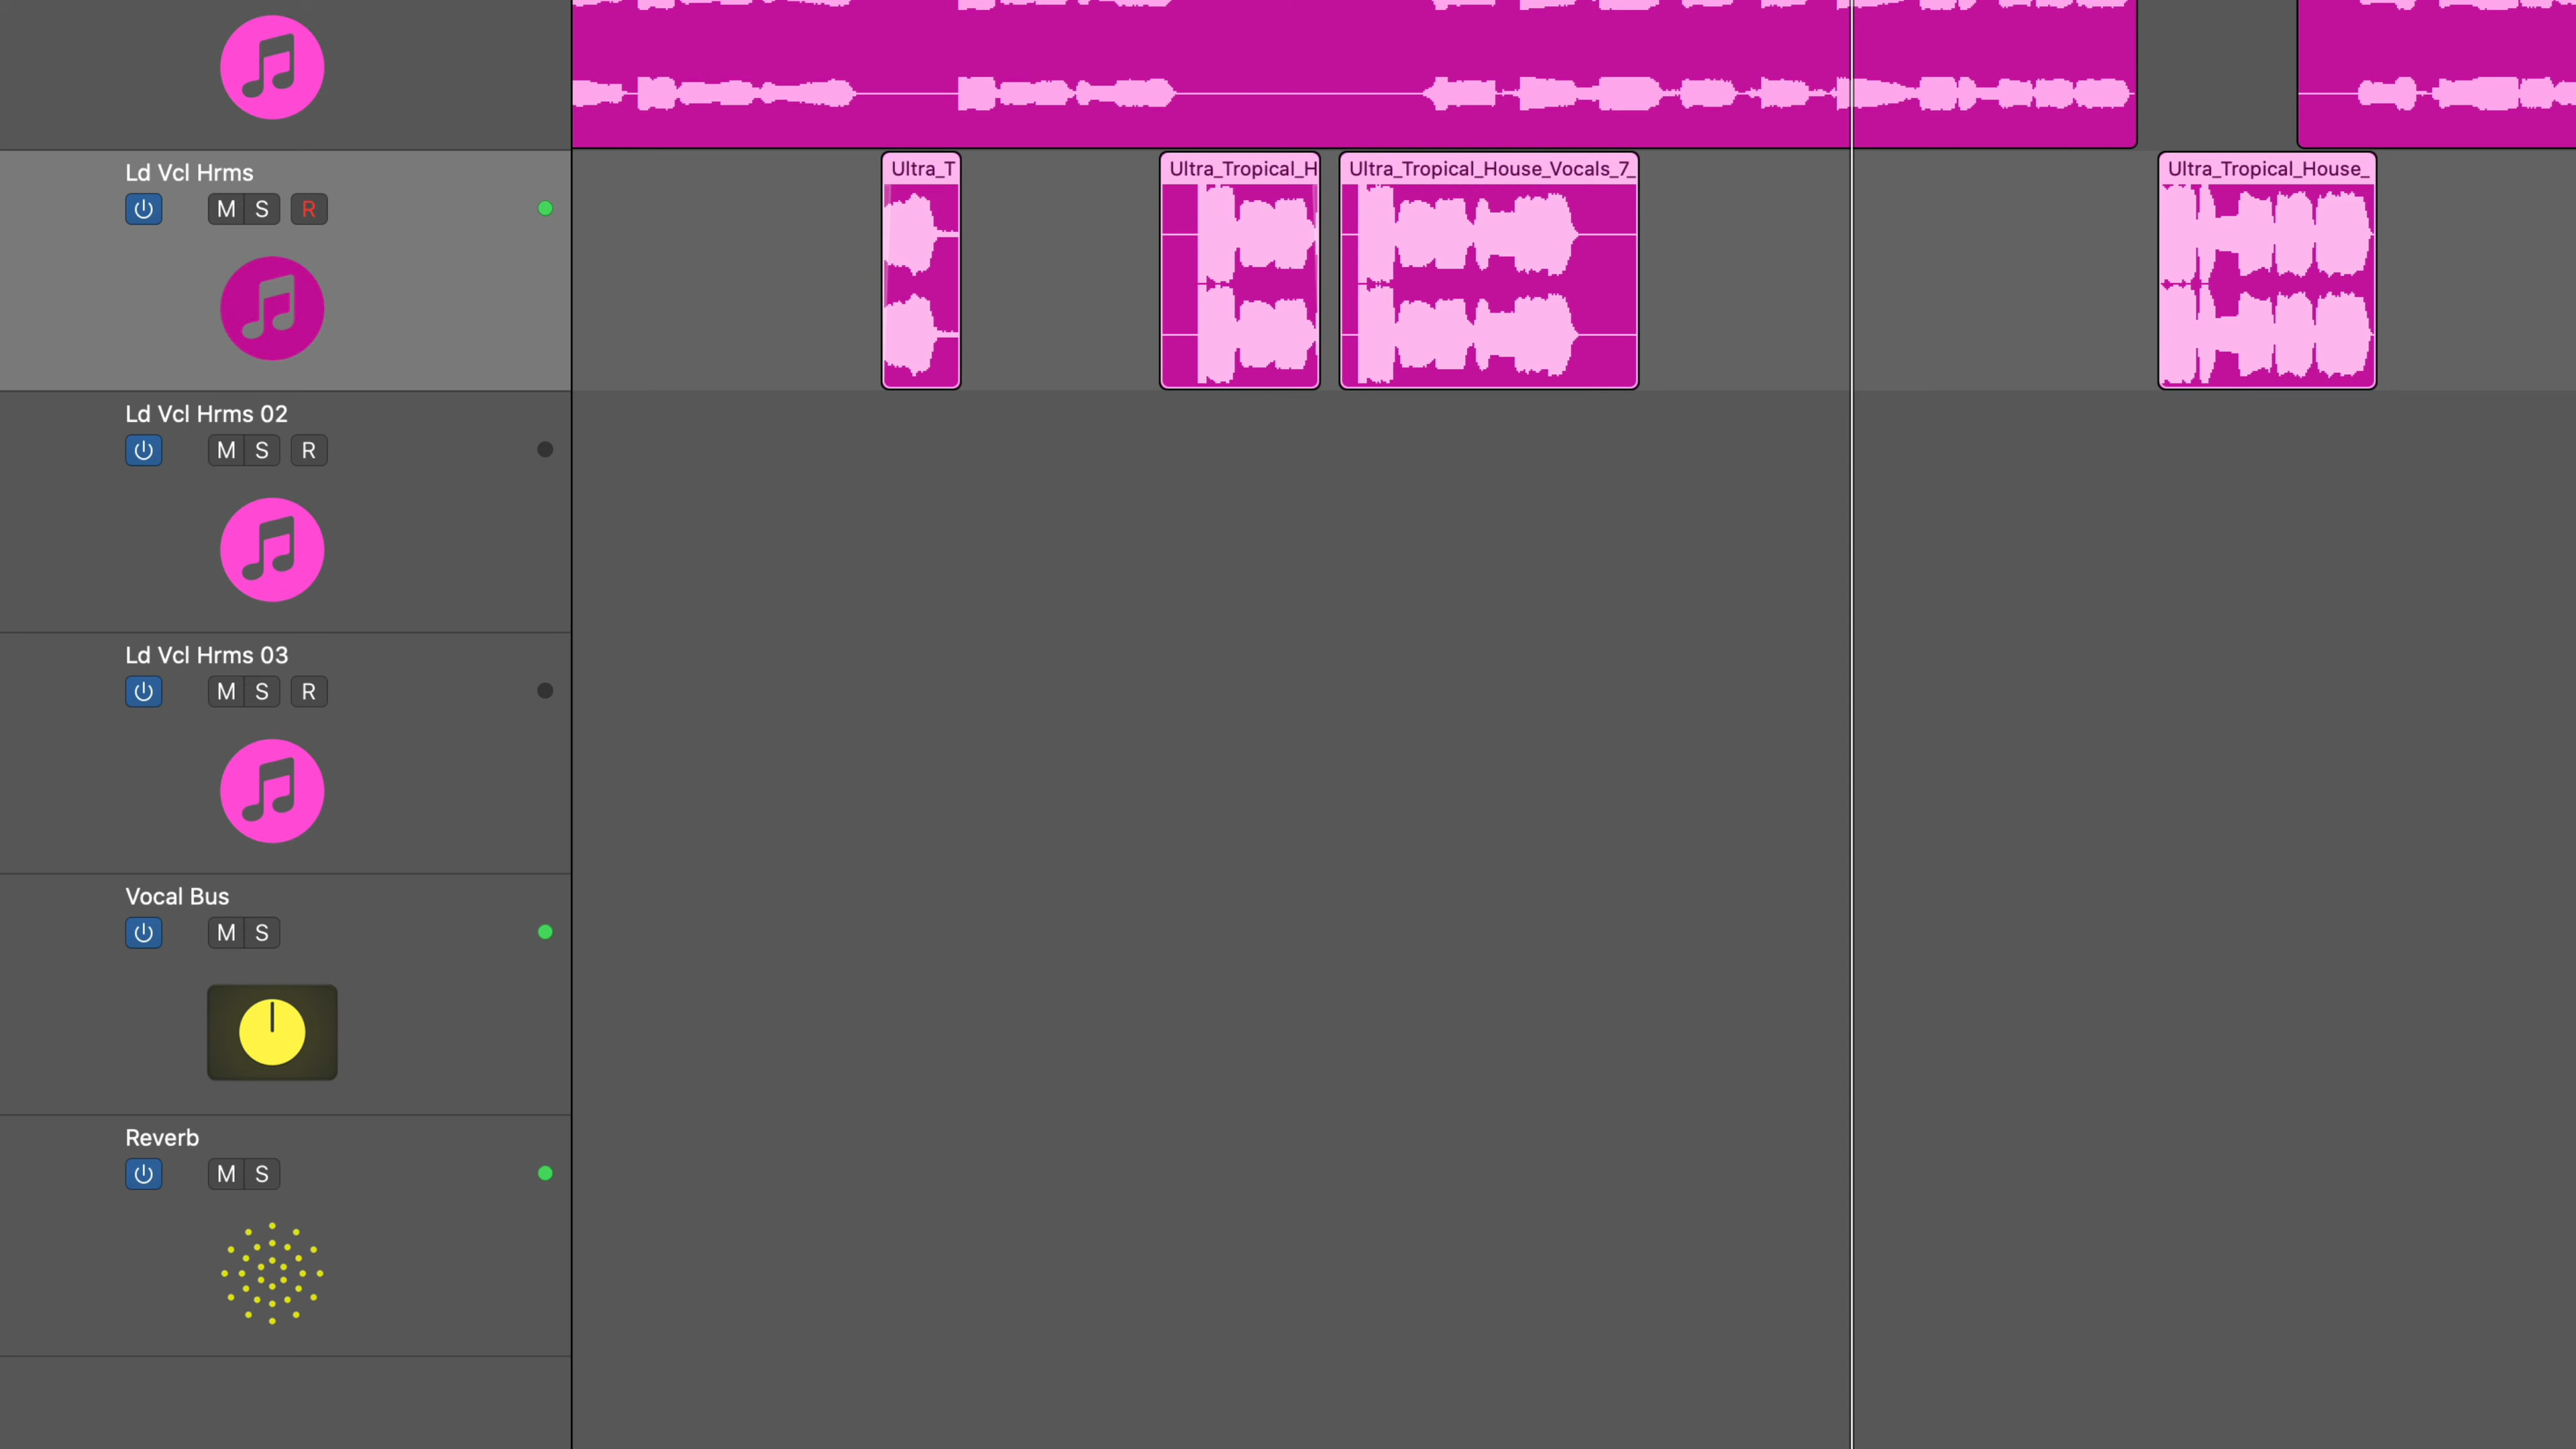 Ld Vcl Hrms
M S R
Ultra_T
Ultra_Tropical_H
Ultra_Tropical_House_Vocals_7_
Ultra_Tropical_House_
Ld Vcl Hrms 02
M S R
Ld Vcl Hrms 03
M S R
Vocal Bus
M S
Reverb
M S